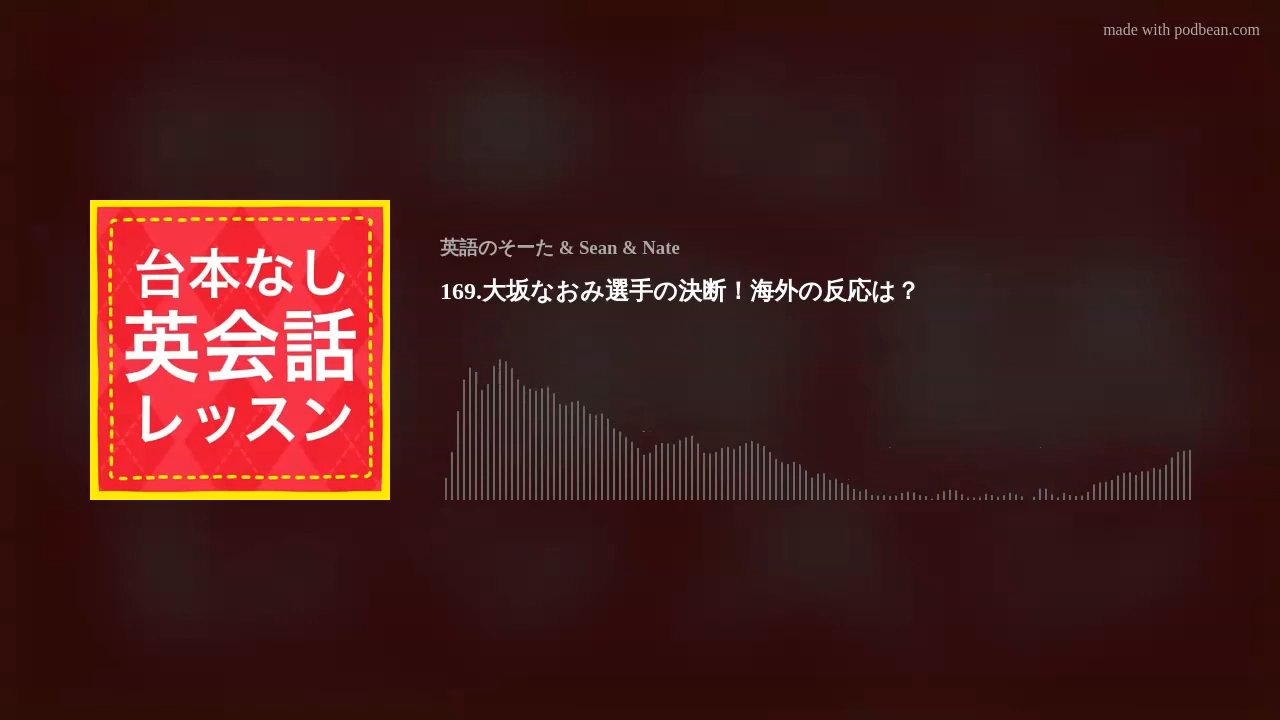 made with podbean.com
台本なし
英会話
レッスン
英語のそーた & Sean & Nate
169.大坂なおみ選手の決断！海外の反応は？